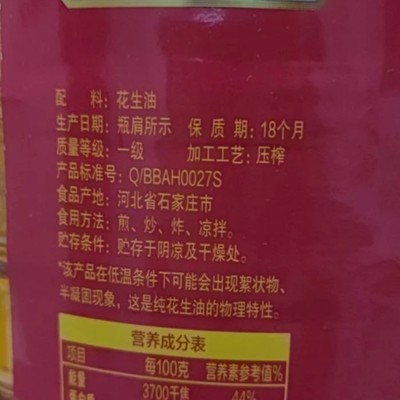 配 料：花生油
生产日期：瓶肩所示 保 质 期：18个月
质量等级：一级 加工工艺：压榨
产品标准号：Q/BBAH0027S
食品产地：河北省石家庄市
食用方法：煎、炒、炸、凉拌。
贮存条件：贮存于阴凉及干燥处。
*该产品在低温条件下可能会出现絮状物、
半凝固现象，这是纯花生油的物理特性。
营养成分表
项目 每100克 营养素参考值%
能量 3700千焦 44%